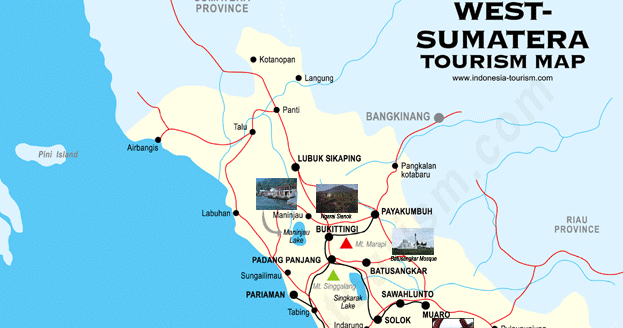 SUMATERA
PROVINCE
WEST-
SUMATERA
TOURISM MAP
www.indonesia-tourism.com
Kotanopan
Langung
Panti
BANGKINANG
Talu
Airbangis
Pini Island
LUBUK SIKAPING
Pangkalan
kotabaru
Labuhan
Maninjau
Ngarai Sianok
PAYAKUMBUH
RIAU
PROVINCE
Maninjau
Lake
BUKITTINGI
Mt. Marapi
Batusangkar Mosque
PADANG PANJANG
BATUSANGKAR
Sungailimau
Mt. Singgalang
PARIAMAN
Singkarak
Lake
SAWAHLUNTO
MUARO
Tabing
Indarung
SOLOK